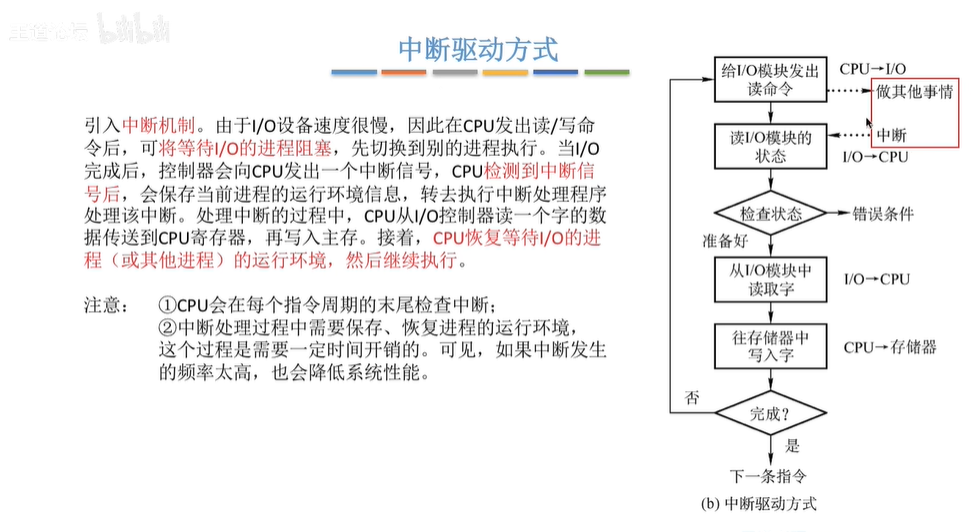 中断驱动方式
引入中断机制。由于I/O设备速度很慢，因此在CPU发出读/写命
令后，可将等待I/O的进程阻塞，先切换到别的进程执行。当I/O
完成后，控制器会向CPU发出一个中断信号，CPU检测到中断信
号后，会保存当前进程的运行环境信息，转去执行中断处理程序
处理该中断。处理中断的过程中，CPU从I/O控制器读一个字的数
据传送到CPU寄存器，再写入主存。接着，CPU恢复等待I/O的进
程（或其他进程）的运行环境，然后继续执行。
注意： ①CPU会在每个指令周期的末尾检查中断；
②中断处理过程中需要保存、恢复进程的运行环境，
这个过程是需要一定时间开销的。可见，如果中断发生
的频率太高，也会降低系统性能。
给I/O模块发出
读命令
CPU→I/O
做其他事情
中断
读I/O模块的
状态
I/O→CPU
检查状态
错误条件
准备好
从I/O模块中
读取字
I/O→CPU
往存储器中
写入字
CPU→存储器
否
完成？
是
下一条指令
(b) 中断驱动方式
bilibili